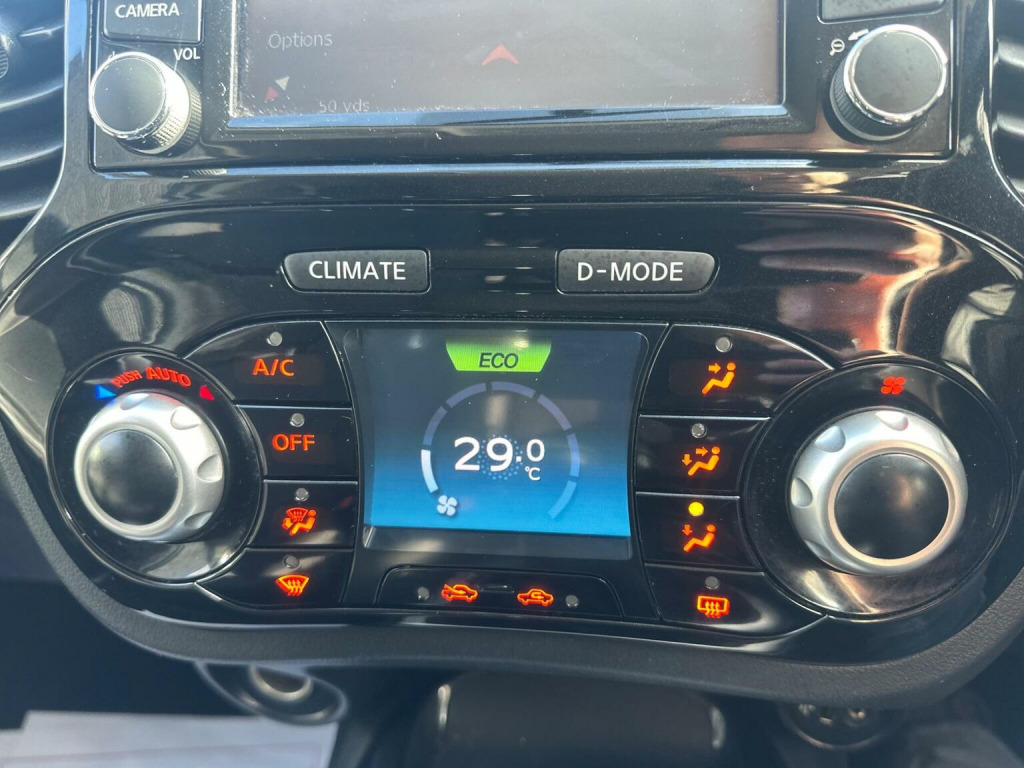 CAMERA
VOL
Options
50 yds
CLIMATE
D-MODE
PUSH AUTO
A/C
OFF
ECO
29.0
°C